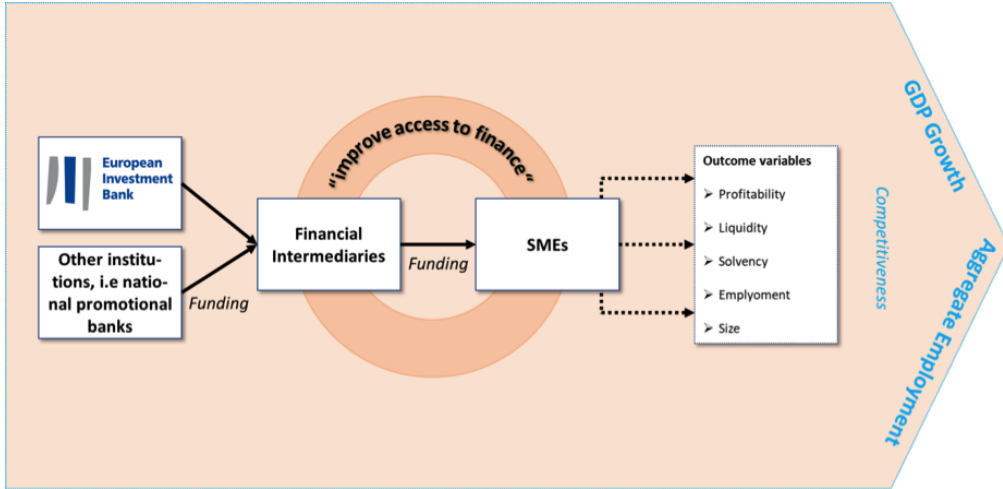 European
Investment
Bank
Other institu-
tions, i.e natio-
nal promotional
banks
Funding
"improve access to finance"
Financial
Intermediaries
Funding
SMEs
Outcome variables
➢ Profitability
➢ Liquidity
➢ Solvency
➢ Emplyoment
➢ Size
Competitiveness
GDP Growth
Aggregate Employment